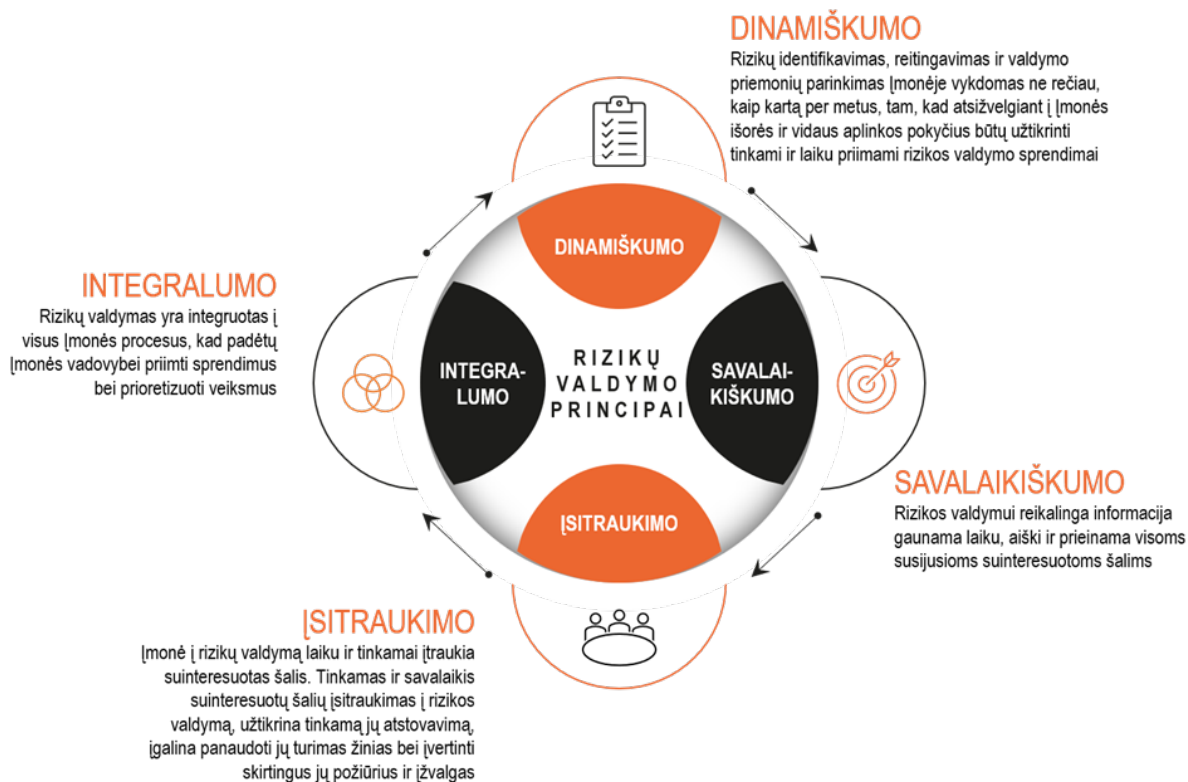 DINAMIŠKUMO
Rizikų identifikavimas, reitingavimas ir valdymo
priemonių parinkimas Įmonėje vykdomas ne rečiau,
kaip kartą per metus, tam, kad atsižvelgiant į Įmonės
išorės ir vidaus aplinkos pokyčius būtų užtikrinti
tinkami ir laiku priimami rizikos valdymo sprendimai
DINAMIŠKUMO
INTEGRALUMO
Rizikų valdymas yra integruotas į
visus Įmonės procesus, kad padėtų
Įmonės vadovybei priimti sprendimus
bei prioretizuoti veiksmus
INTEGRA-
LUMO
RIZIKŲ
VALDYMO
PRINCIPAI
SAVALAI-
KIŠKUMO
SAVALAIKIŠKUMO
Rizikos valdymui reikalinga informacija
gaunama laiku, aiški ir prieinama visoms
susijusioms suinteresuotoms šalims
ĮSITRAUKIMO
ĮSITRAUKIMO
Įmonė į rizikų valdymą laiku ir tinkamai įtraukia
suinteresuotas šalis. Tinkamas ir savalaikis
suinteresuotų šalių įsitraukimas į rizikos
valdymą, užtikrina tinkamą jų atstovavimą,
įgalina panaudoti jų turimas žinias bei įvertinti
skirtingus jų požiūrius ir įžvalgas